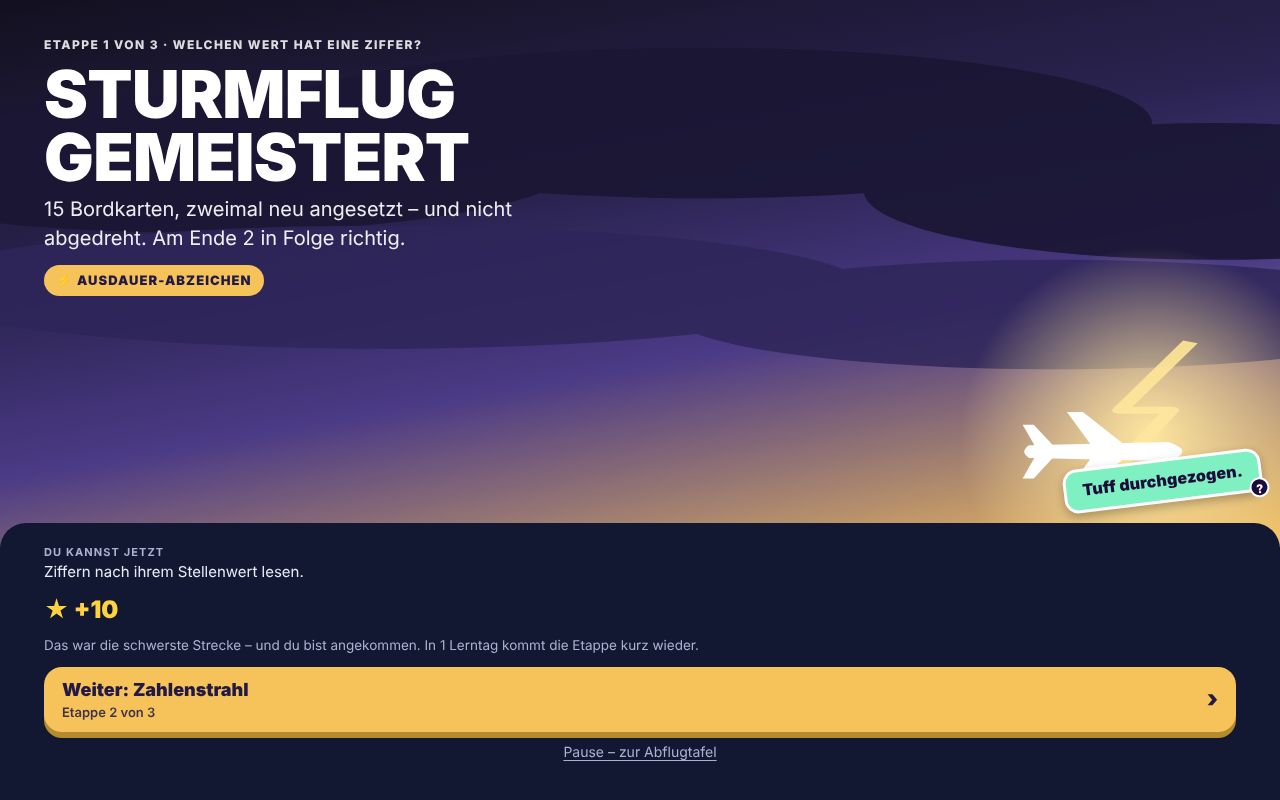 ETAPPE 1 VON 3 · WELCHEN WERT HAT EINE ZIFFER?
STURMFLUG
GEMEISTERT
15 Bordkarten, zweimal neu angesetzt – und nicht
abgedreht. Am Ende 2 in Folge richtig.
⚡ AUSDAUER-ABZEICHEN
Tuff durchgezogen.
?
DU KANNST JETZT
Ziffern nach ihrem Stellenwert lesen.
★ +10
Das war die schwerste Strecke – und du bist angekommen. In 1 Lerntag kommt die Etappe kurz wieder.
Weiter: Zahlenstrahl
Etappe 2 von 3
›
Pause – zur Abflugtafel